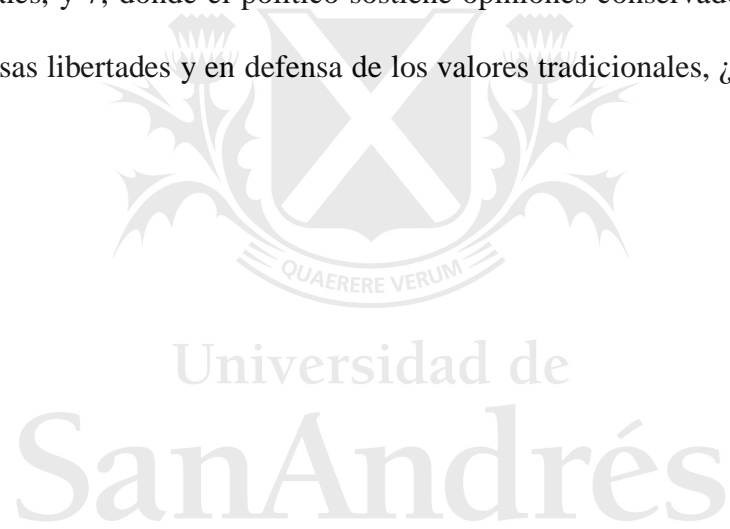 ales, y 7, donde el político sostiene opiniones conservad
sas libertades y en defensa de los valores tradicionales, ¿
QUAERERE VERUM
Universidad de
SanAndrés